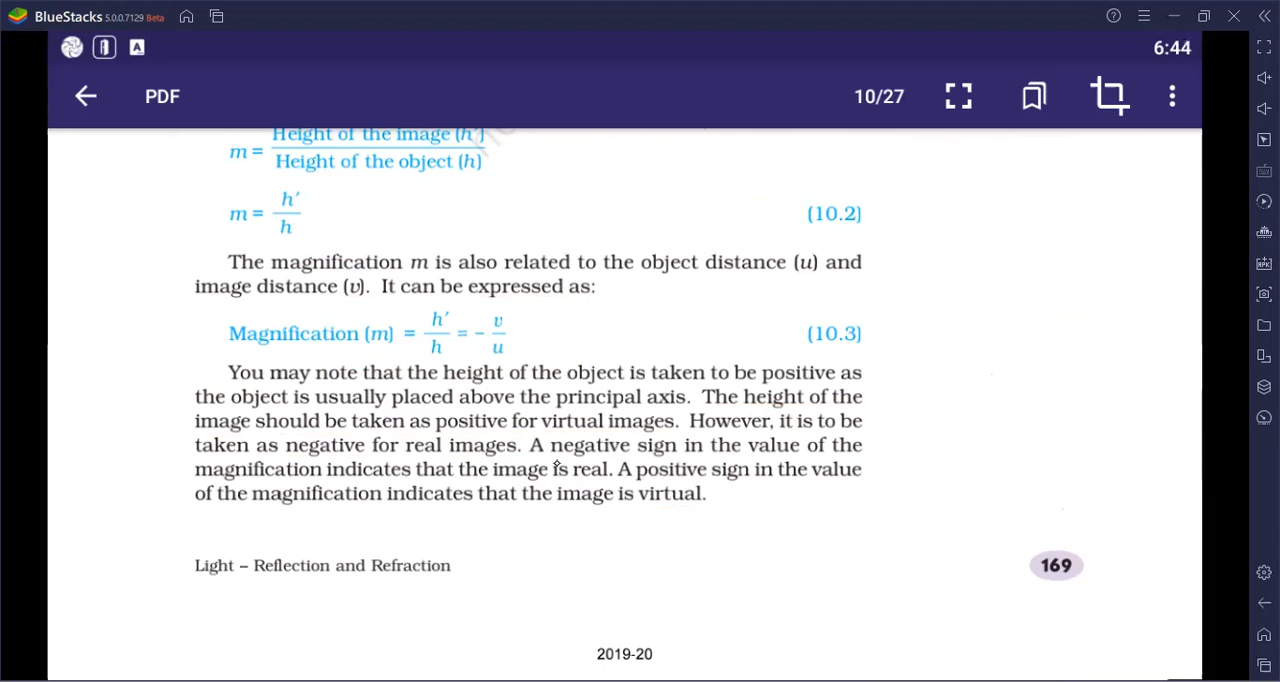 BlueStacks 5.0.0.7129 Beta
6:44
PDF
10/27
m = Height of the image (h′)
Height of the object (h)
m = h′
h
(10.2)
The magnification m is also related to the object distance (u) and
image distance (v). It can be expressed as:
Magnification (m) = h′/h = – v/u (10.3)
You may note that the height of the object is taken to be positive as
the object is usually placed above the principal axis. The height of the
image should be taken as positive for virtual images. However, it is to be
taken as negative for real images. A negative sign in the value of the
magnification indicates that the image is real. A positive sign in the value
of the magnification indicates that the image is virtual.
Light – Reflection and Refraction
169
2019-20